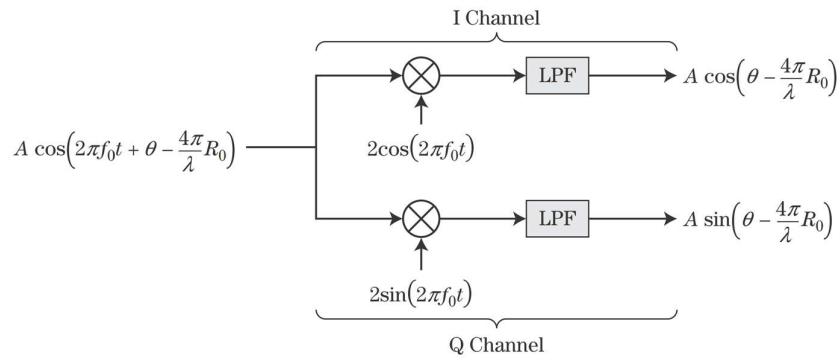 I Channel
LPF
A cos(θ − 4π/λ R₀)
2cos(2πf₀t)
A cos(2πf₀t + θ − 4π/λ R₀)
LPF
A sin(θ − 4π/λ R₀)
2sin(2πf₀t)
Q Channel